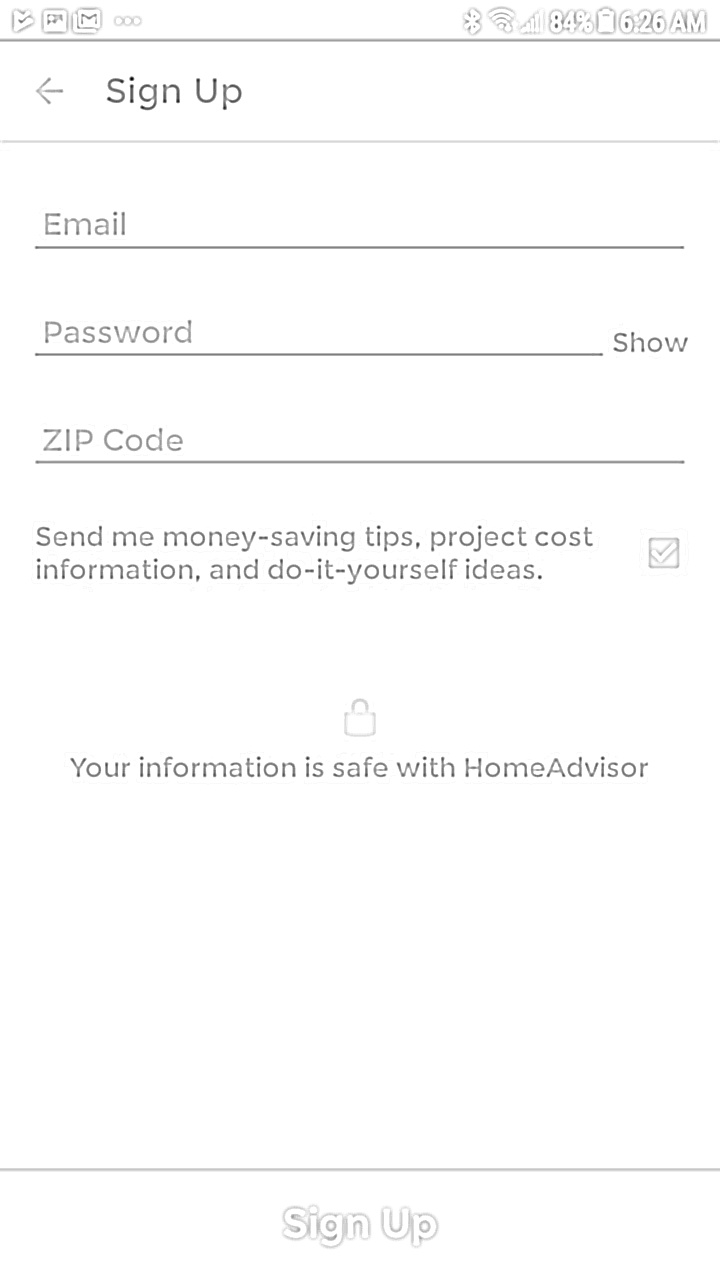 84% 6:26 AM
Sign Up
Email
Password
Show
ZIP Code
Send me money-saving tips, project cost
information, and do-it-yourself ideas.
Your information is safe with HomeAdvisor
Sign Up